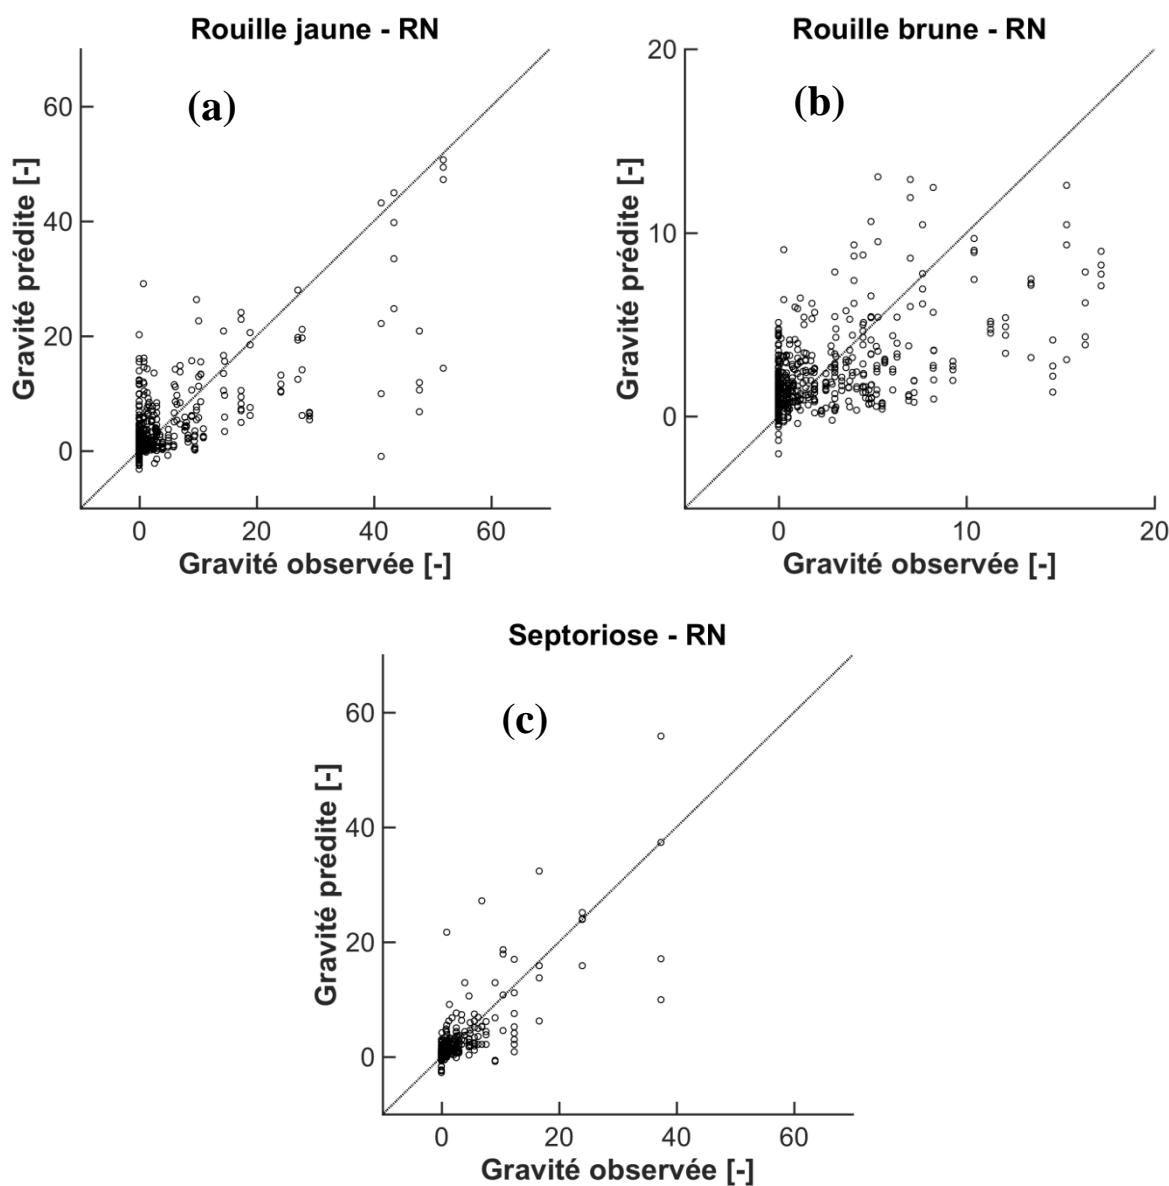 Rouille jaune - RN
(a)
60
40
20
0
Gravité prédite [-]
0 20 40 60
Gravité observée [-]
Rouille brune - RN
(b)
20
10
0
Gravité prédite [-]
0 10 20
Gravité observée [-]
Septoriose - RN
(c)
60
40
20
0
Gravité prédite [-]
0 20 40 60
Gravité observée [-]